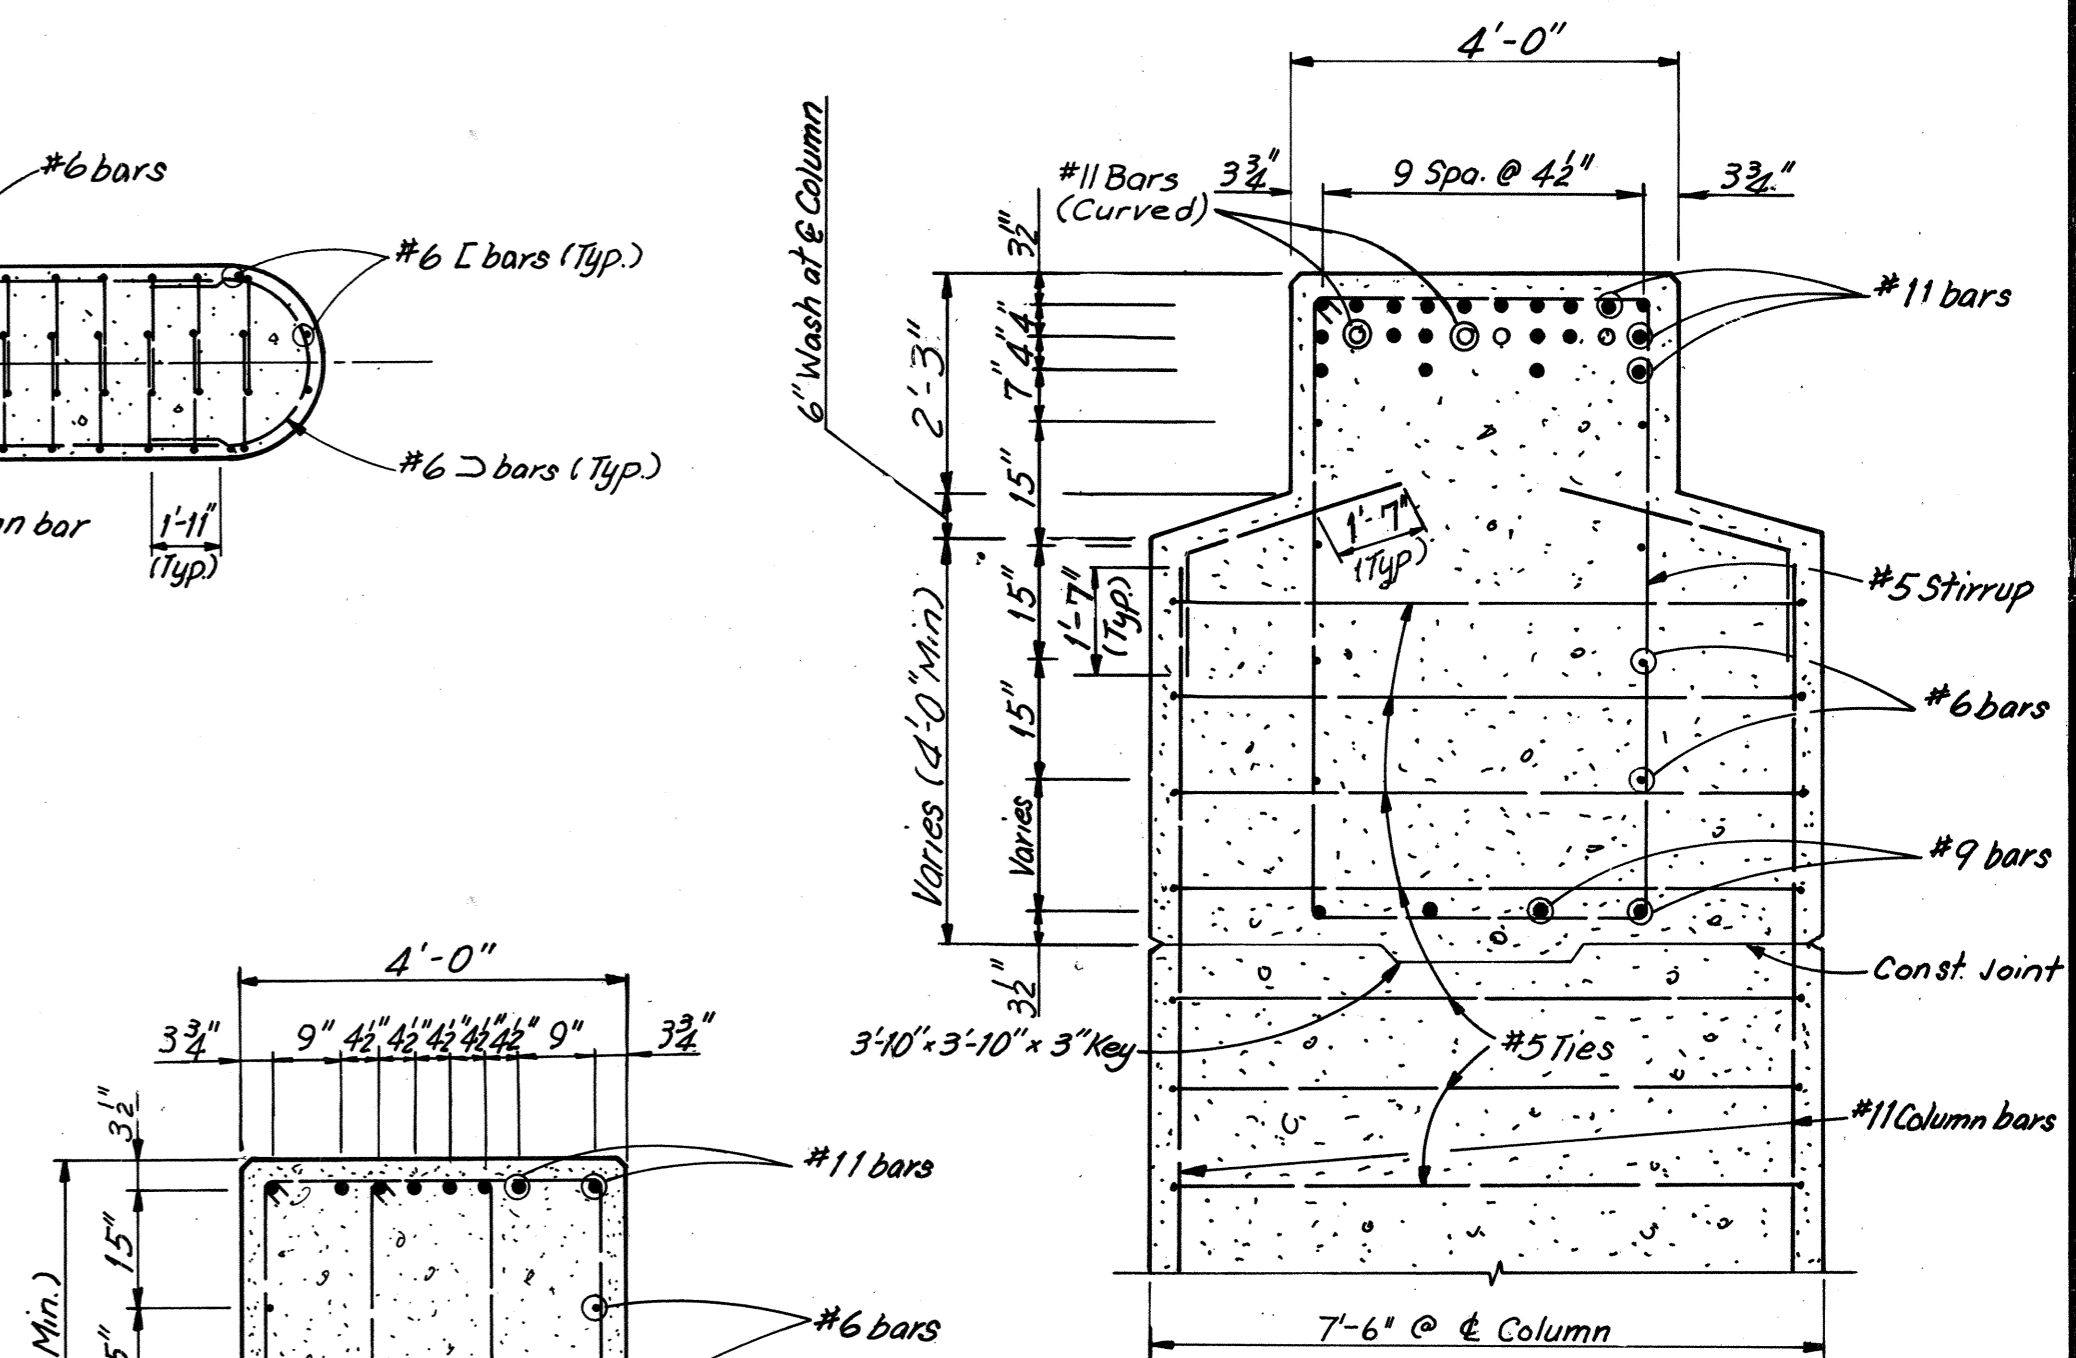 #6 bars
#6 [ bars (Typ.)
#6 ⊃ bars (Typ.)
n bar
1'-11"
(Typ.)
6" Wash at ℄ Column
4'-0"
#11 Bars
(Curved)
3¾"
9 Spa. @ 4½"
3¾"
#11 bars
3½"
4"
4"
7"
15"
15"
15"
Varies
3½"
2'-3"
Varies (4'-0" Min)
1'-7"
(Typ.)
1'-7"
(Typ)
#5 Stirrup
#6 bars
#9 bars
Const. Joint
3'-10" x 3'-10" x 3" Key
#5 Ties
#11 Column bars
7'-6" @ ℄ Column
4'-0"
3¾"
9"
4½"
4½"
4½"
4½"
4½"
9"
3¾"
3½"
15"
5"
Min.)
#11 bars
#6 bars